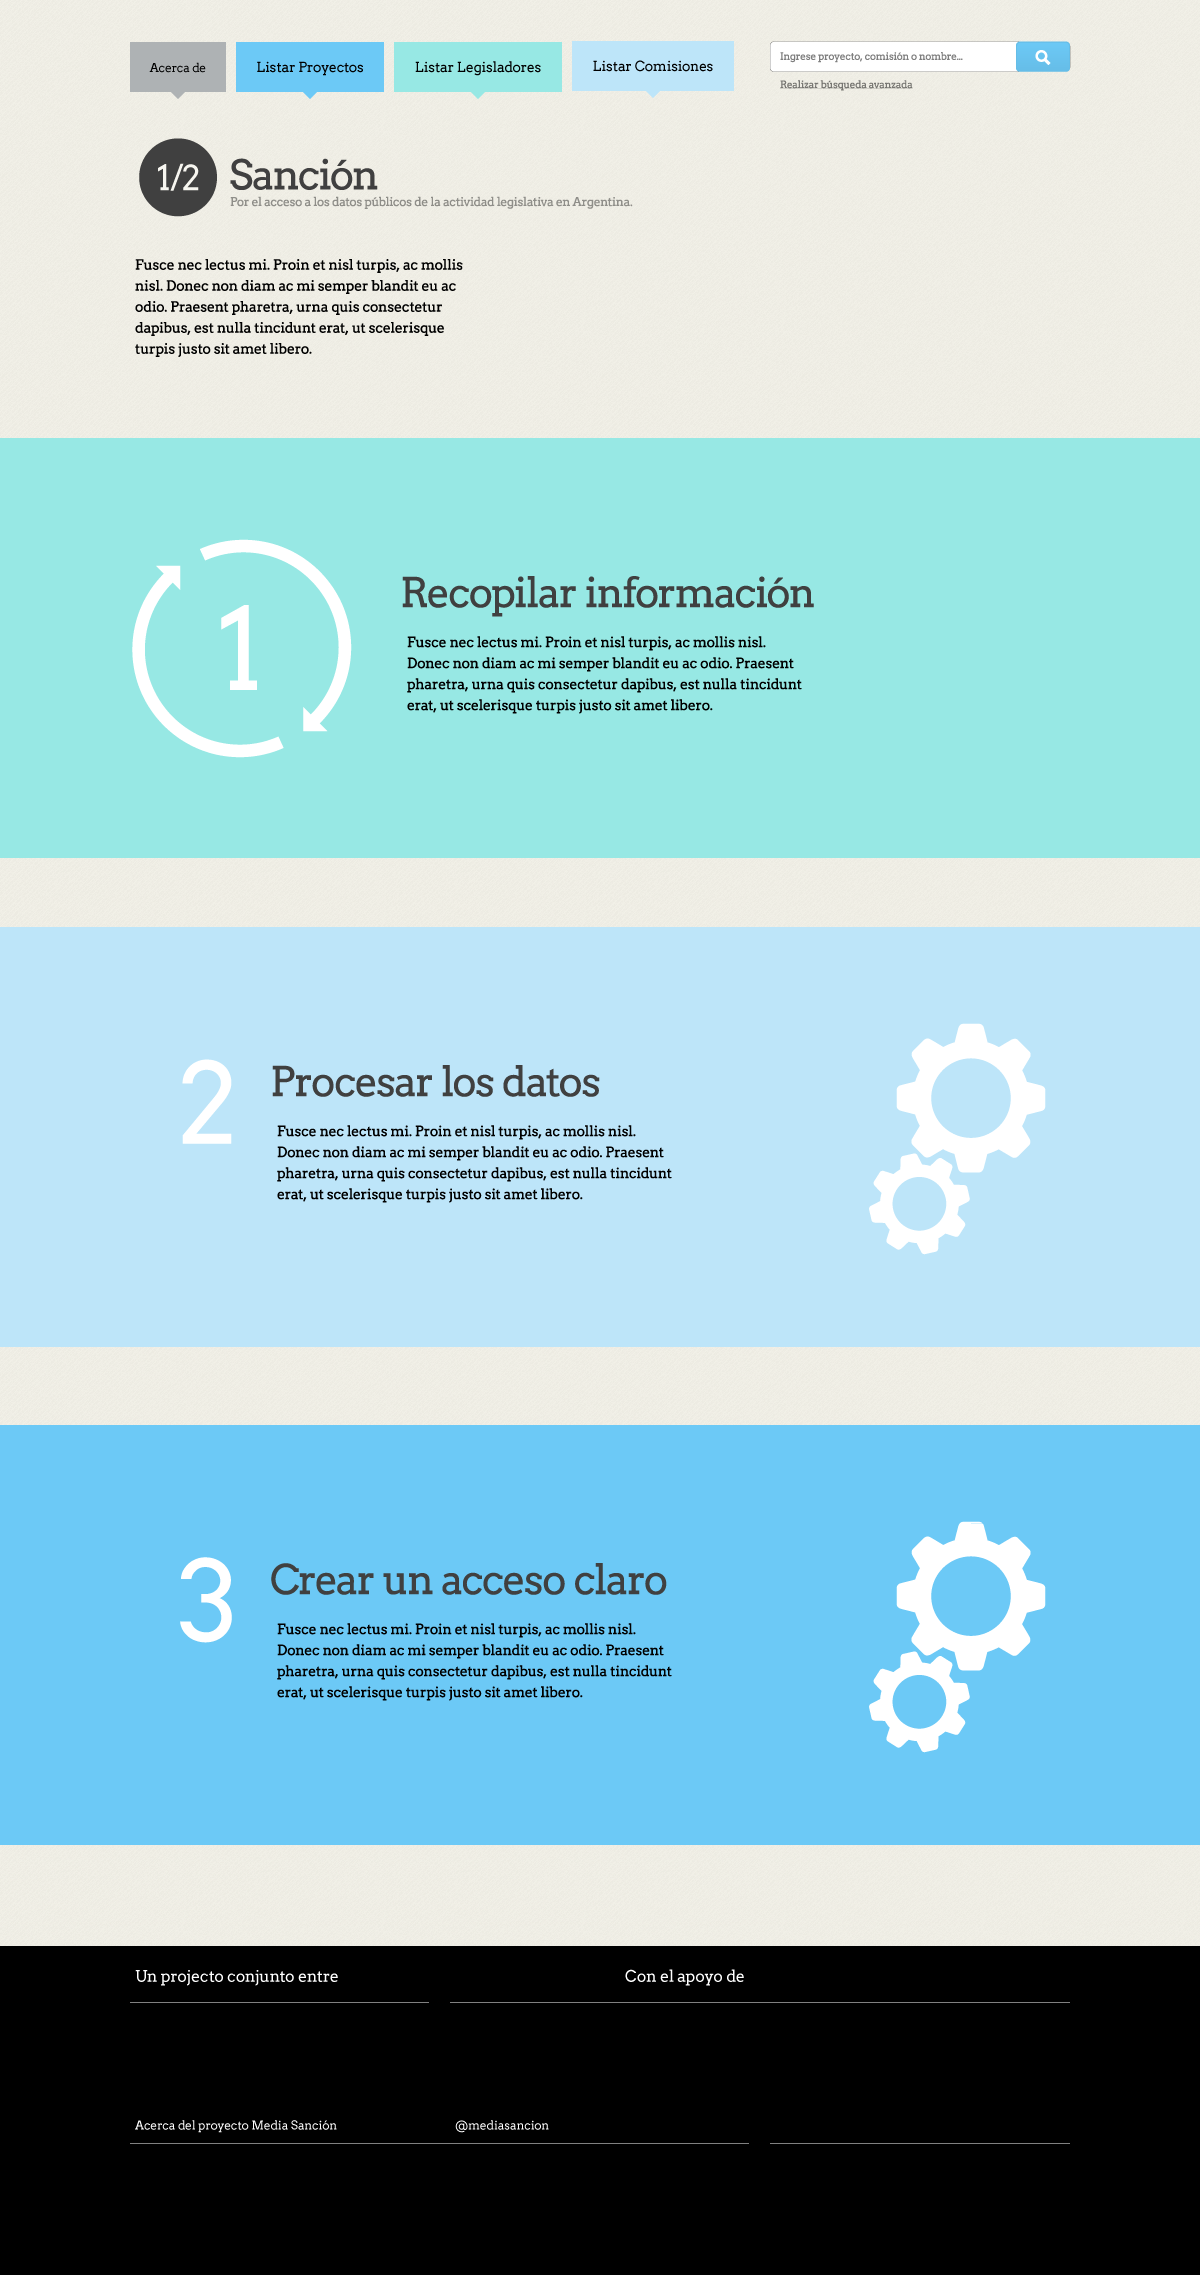 Acerca de
Listar Proyectos
Listar Legisladores
Listar Comisiones
Ingrese proyecto, comisión o nombre...
Realizar búsqueda avanzada
1/2
Sanción
Por el acceso a los datos públicos de la actividad legislativa en Argentina.
Fusce nec lectus mi. Proin et nisl turpis, ac mollis
nisl. Donec non diam ac mi semper blandit eu ac
odio. Praesent pharetra, urna quis consectetur
dapibus, est nulla tincidunt erat, ut scelerisque
turpis justo sit amet libero.
1
Recopilar información
Fusce nec lectus mi. Proin et nisl turpis, ac mollis nisl.
Donec non diam ac mi semper blandit eu ac odio. Praesent
pharetra, urna quis consectetur dapibus, est nulla tincidunt
erat, ut scelerisque turpis justo sit amet libero.
2
Procesar los datos
Fusce nec lectus mi. Proin et nisl turpis, ac mollis nisl.
Donec non diam ac mi semper blandit eu ac odio. Praesent
pharetra, urna quis consectetur dapibus, est nulla tincidunt
erat, ut scelerisque turpis justo sit amet libero.
3
Crear un acceso claro
Fusce nec lectus mi. Proin et nisl turpis, ac mollis nisl.
Donec non diam ac mi semper blandit eu ac odio. Praesent
pharetra, urna quis consectetur dapibus, est nulla tincidunt
erat, ut scelerisque turpis justo sit amet libero.
Un projecto conjunto entre
Con el apoyo de
Acerca del proyecto Media Sanción
@mediasancion